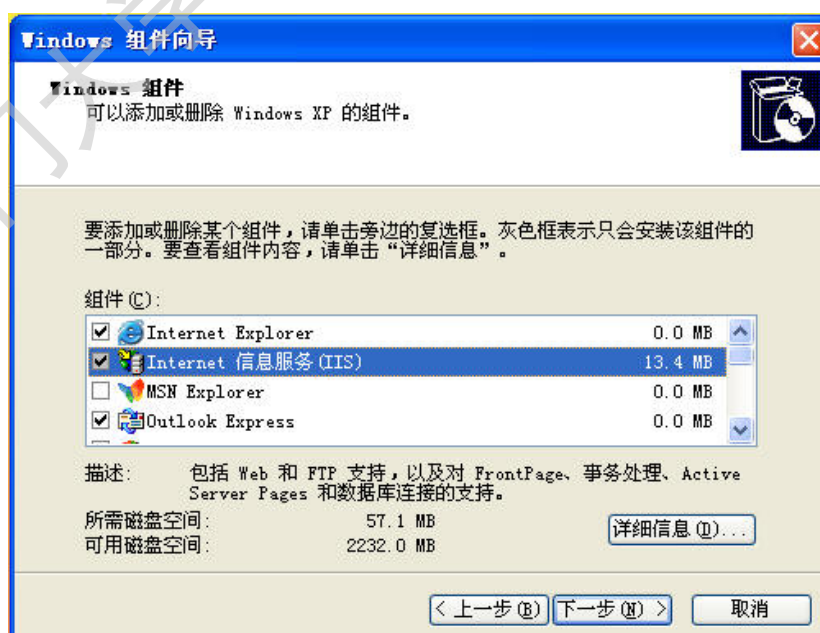 Windows 组件向导
Windows 组件
可以添加或删除 Windows XP 的组件。
要添加或删除某个组件，请单击旁边的复选框。灰色框表示只会安装该组件的
一部分。要查看组件内容，请单击“详细信息”。
组件(C):
Internet Explorer 0.0 MB
Internet 信息服务(IIS) 13.4 MB
MSN Explorer 0.0 MB
Outlook Express 0.0 MB
描述: 包括 Web 和 FTP 支持，以及对 FrontPage、事务处理、Active
Server Pages 和数据库连接的支持。
所需磁盘空间: 57.1 MB
可用磁盘空间: 2232.0 MB
详细信息(D)...
< 上一步(B) 下一步(N) > 取消